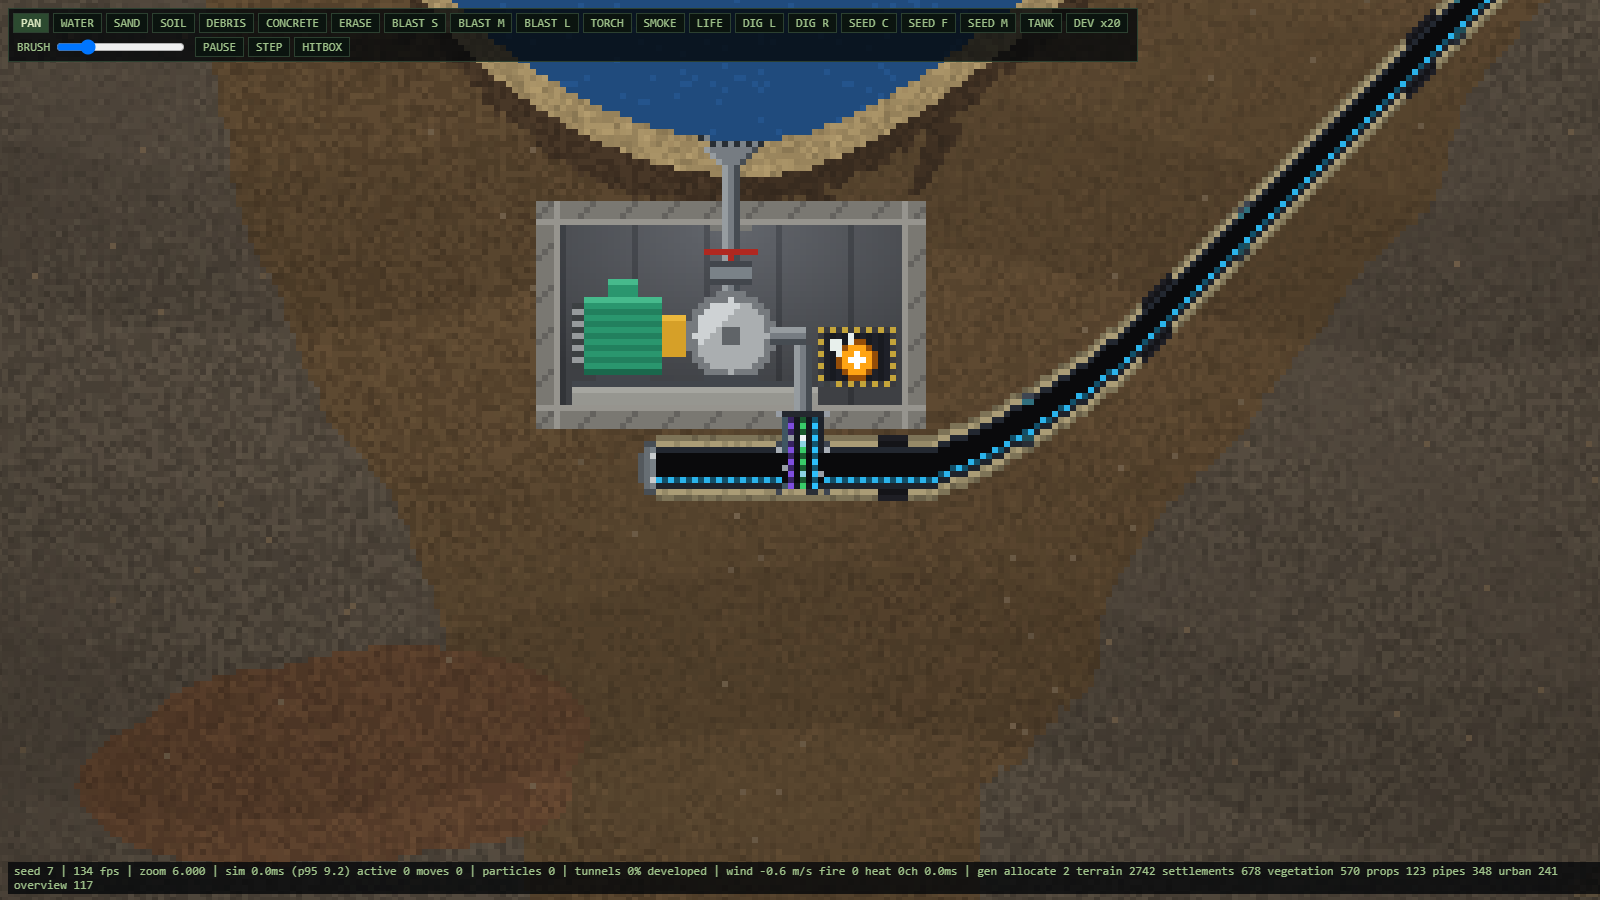 PAN WATER SAND SOIL DEBRIS CONCRETE ERASE BLAST S BLAST M BLAST L TORCH SMOKE LIFE DIG L DIG R SEED C SEED F SEED M TANK DEV x20
BRUSH PAUSE STEP HITBOX
seed 7 | 134 fps | zoom 6.000 | sim 0.0ms (p95 9.2) active 0 moves 0 | particles 0 | tunnels 0% developed | wind -0.6 m/s fire 0 heat 0ch 0.0ms | gen allocate 2 terrain 2742 settlements 678 vegetation 570 props 123 pipes 348 urban 241
overview 117